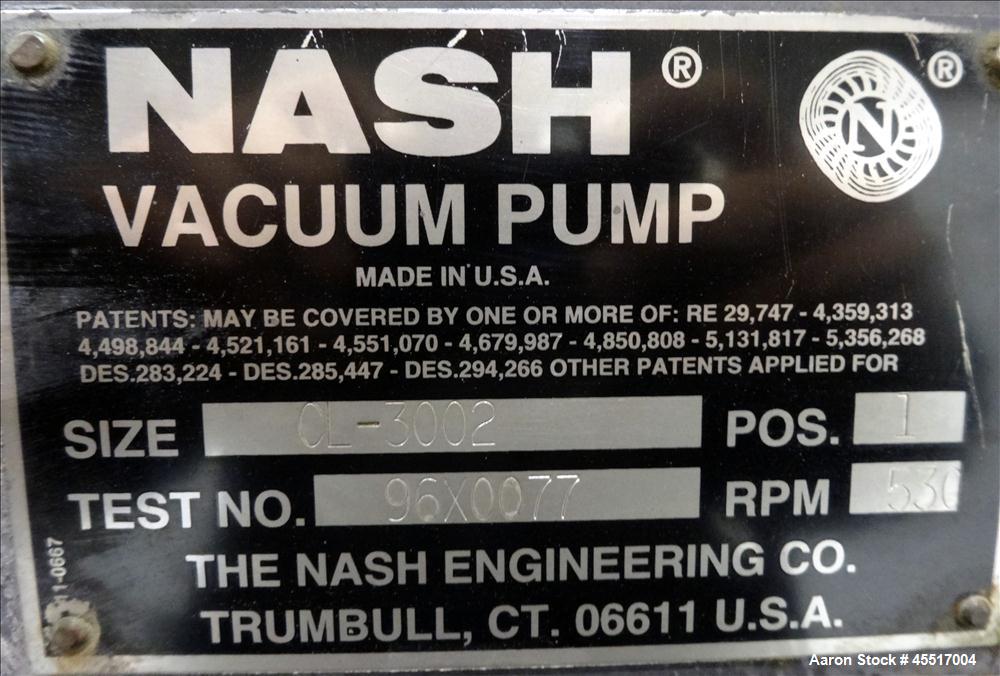 NASH ® N ®
VACUUM PUMP
MADE IN U.S.A.
PATENTS: MAY BE COVERED BY ONE OR MORE OF: RE 29,747 - 4,359,313
4,498,844 - 4,521,161 - 4,551,070 - 4,679,987 - 4,850,808 - 5,131,817 - 5,356,268
DES.283,224 - DES.285,447 - DES.294,266 OTHER PATENTS APPLIED FOR
SIZE CL-3002 POS. 1
TEST NO. 96X0077 RPM 530
THE NASH ENGINEERING CO.
TRUMBULL, CT. 06611 U.S.A.
11-0667
Aaron Stock # 45517004